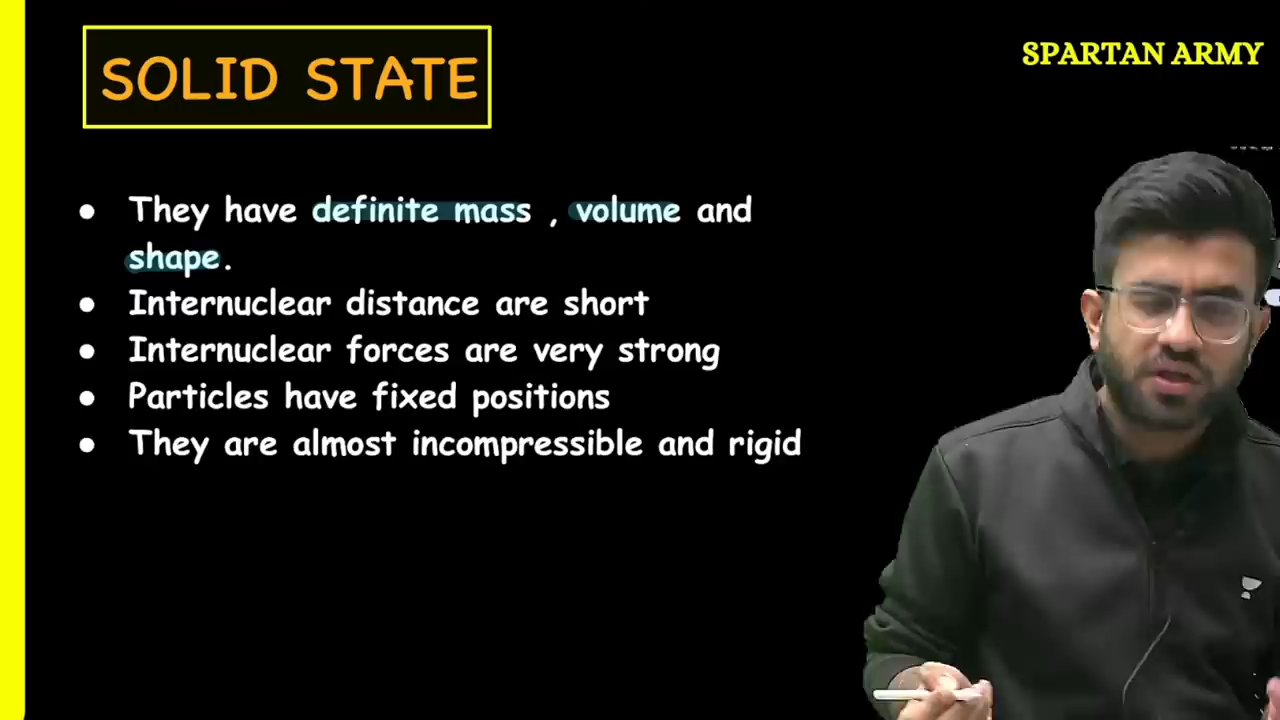 SOLID STATE
SPARTAN ARMY
● They have definite mass , volume and
shape.
● Internuclear distance are short
● Internuclear forces are very strong
● Particles have fixed positions
● They are almost incompressible and rigid